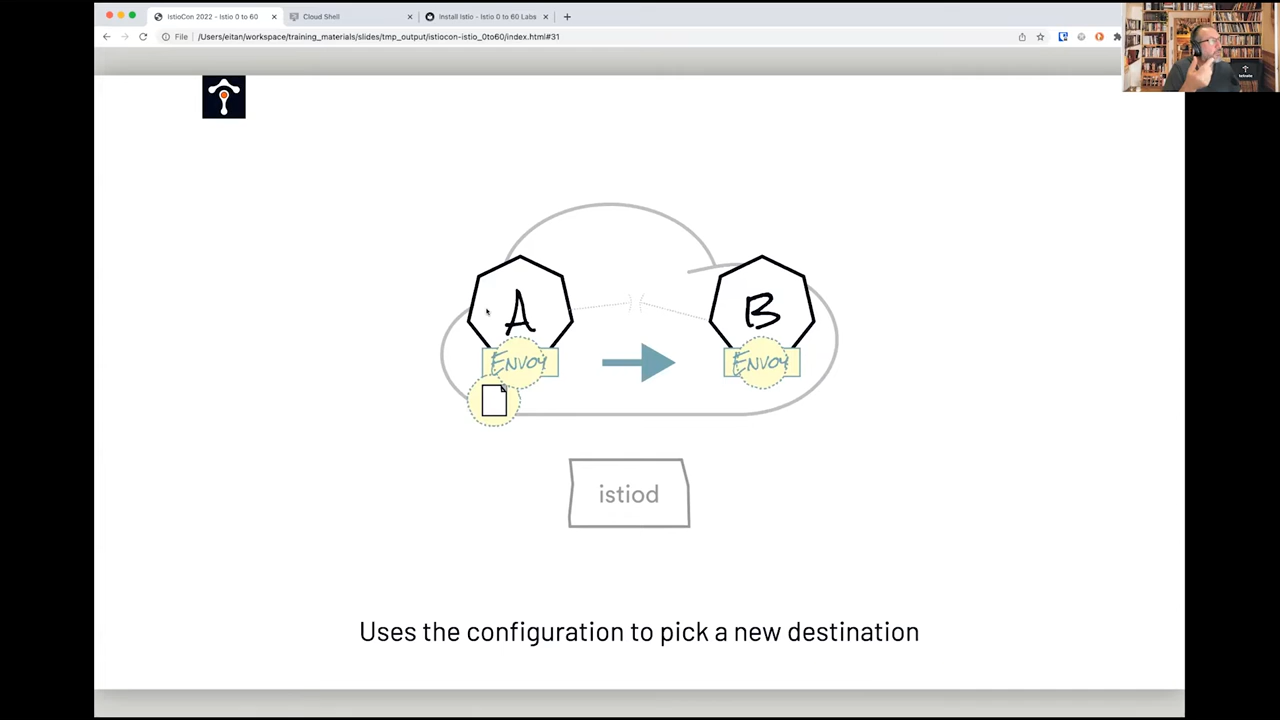 IstioCon 2022 - Istio 0 to 60
Cloud Shell
Install Istio - Istio 0 to 60 Labs
File
/Users/eitan/workspace/training_materials/slides/tmp_output/istiocon-istio_0to60/index.html#31
tetrate
A
B
ENVOY
ENVOY
istiod
Uses the configuration to pick a new destination